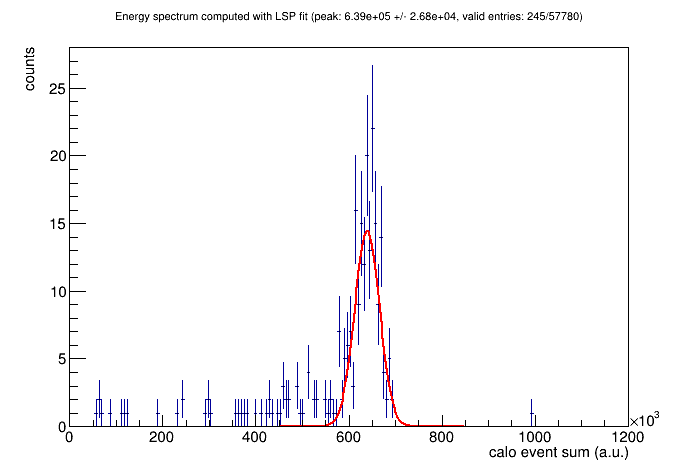 Energy spectrum computed with LSP fit (peak: 6.39e+05 +/- 2.68e+04, valid entries: 245/57780)
counts
25
20
15
10
5
0
0 200 400 600 800 1000 1200
×10³
calo event sum (a.u.)